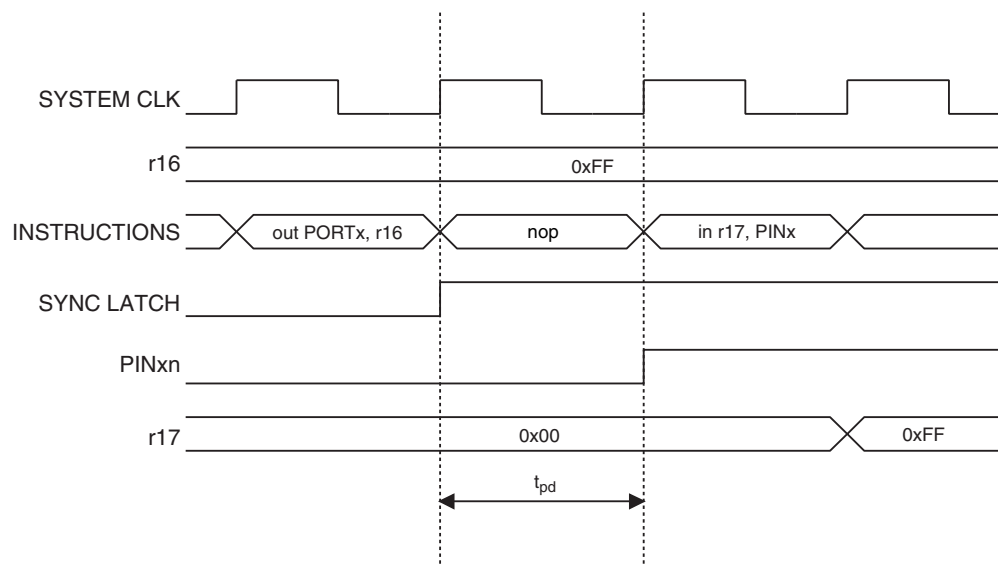 SYSTEM CLK
r16
0xFF
INSTRUCTIONS
out PORTx, r16
nop
in r17, PINx
SYNC LATCH
PINxn
r17
0x00
0xFF
tpd